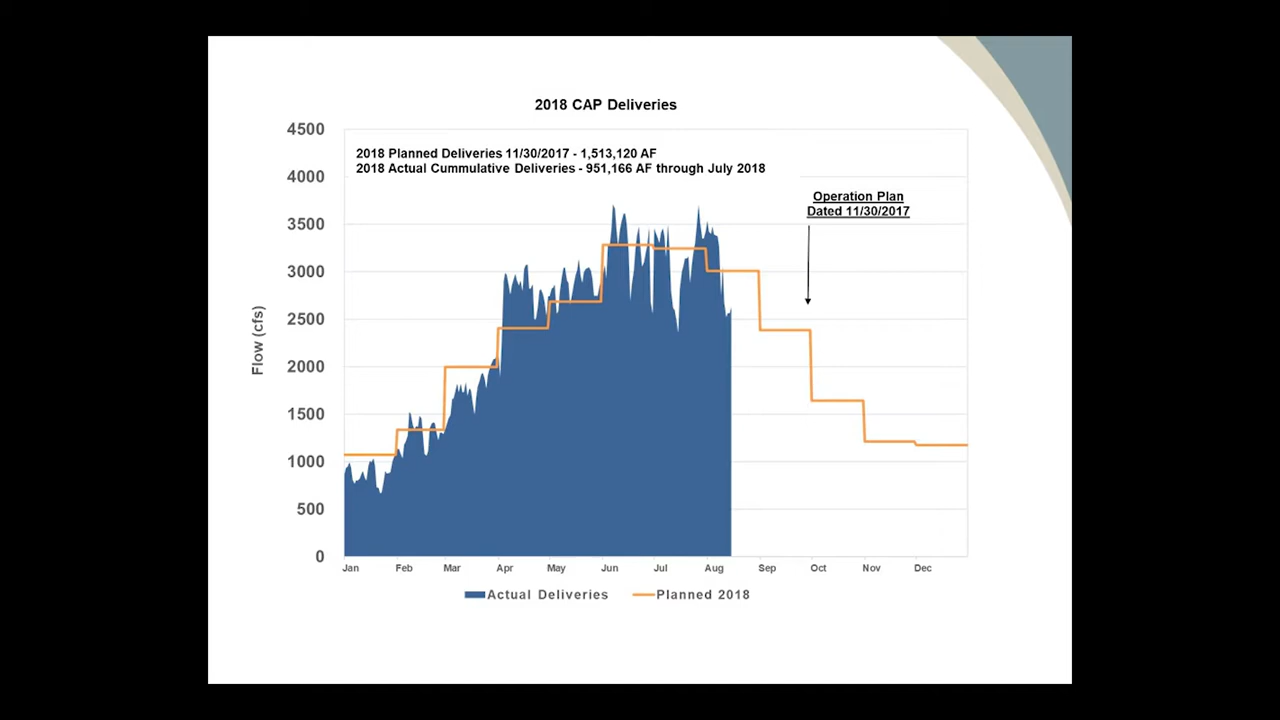 2018 CAP Deliveries
4500
4000
3500
3000
2500
2000
1500
1000
500
0
Flow (cfs)
2018 Planned Deliveries 11/30/2017 - 1,513,120 AF
2018 Actual Cummulative Deliveries - 951,166 AF through July 2018
Operation Plan
Dated 11/30/2017
Jan Feb Mar Apr May Jun Jul Aug Sep Oct Nov Dec
Actual Deliveries Planned 2018